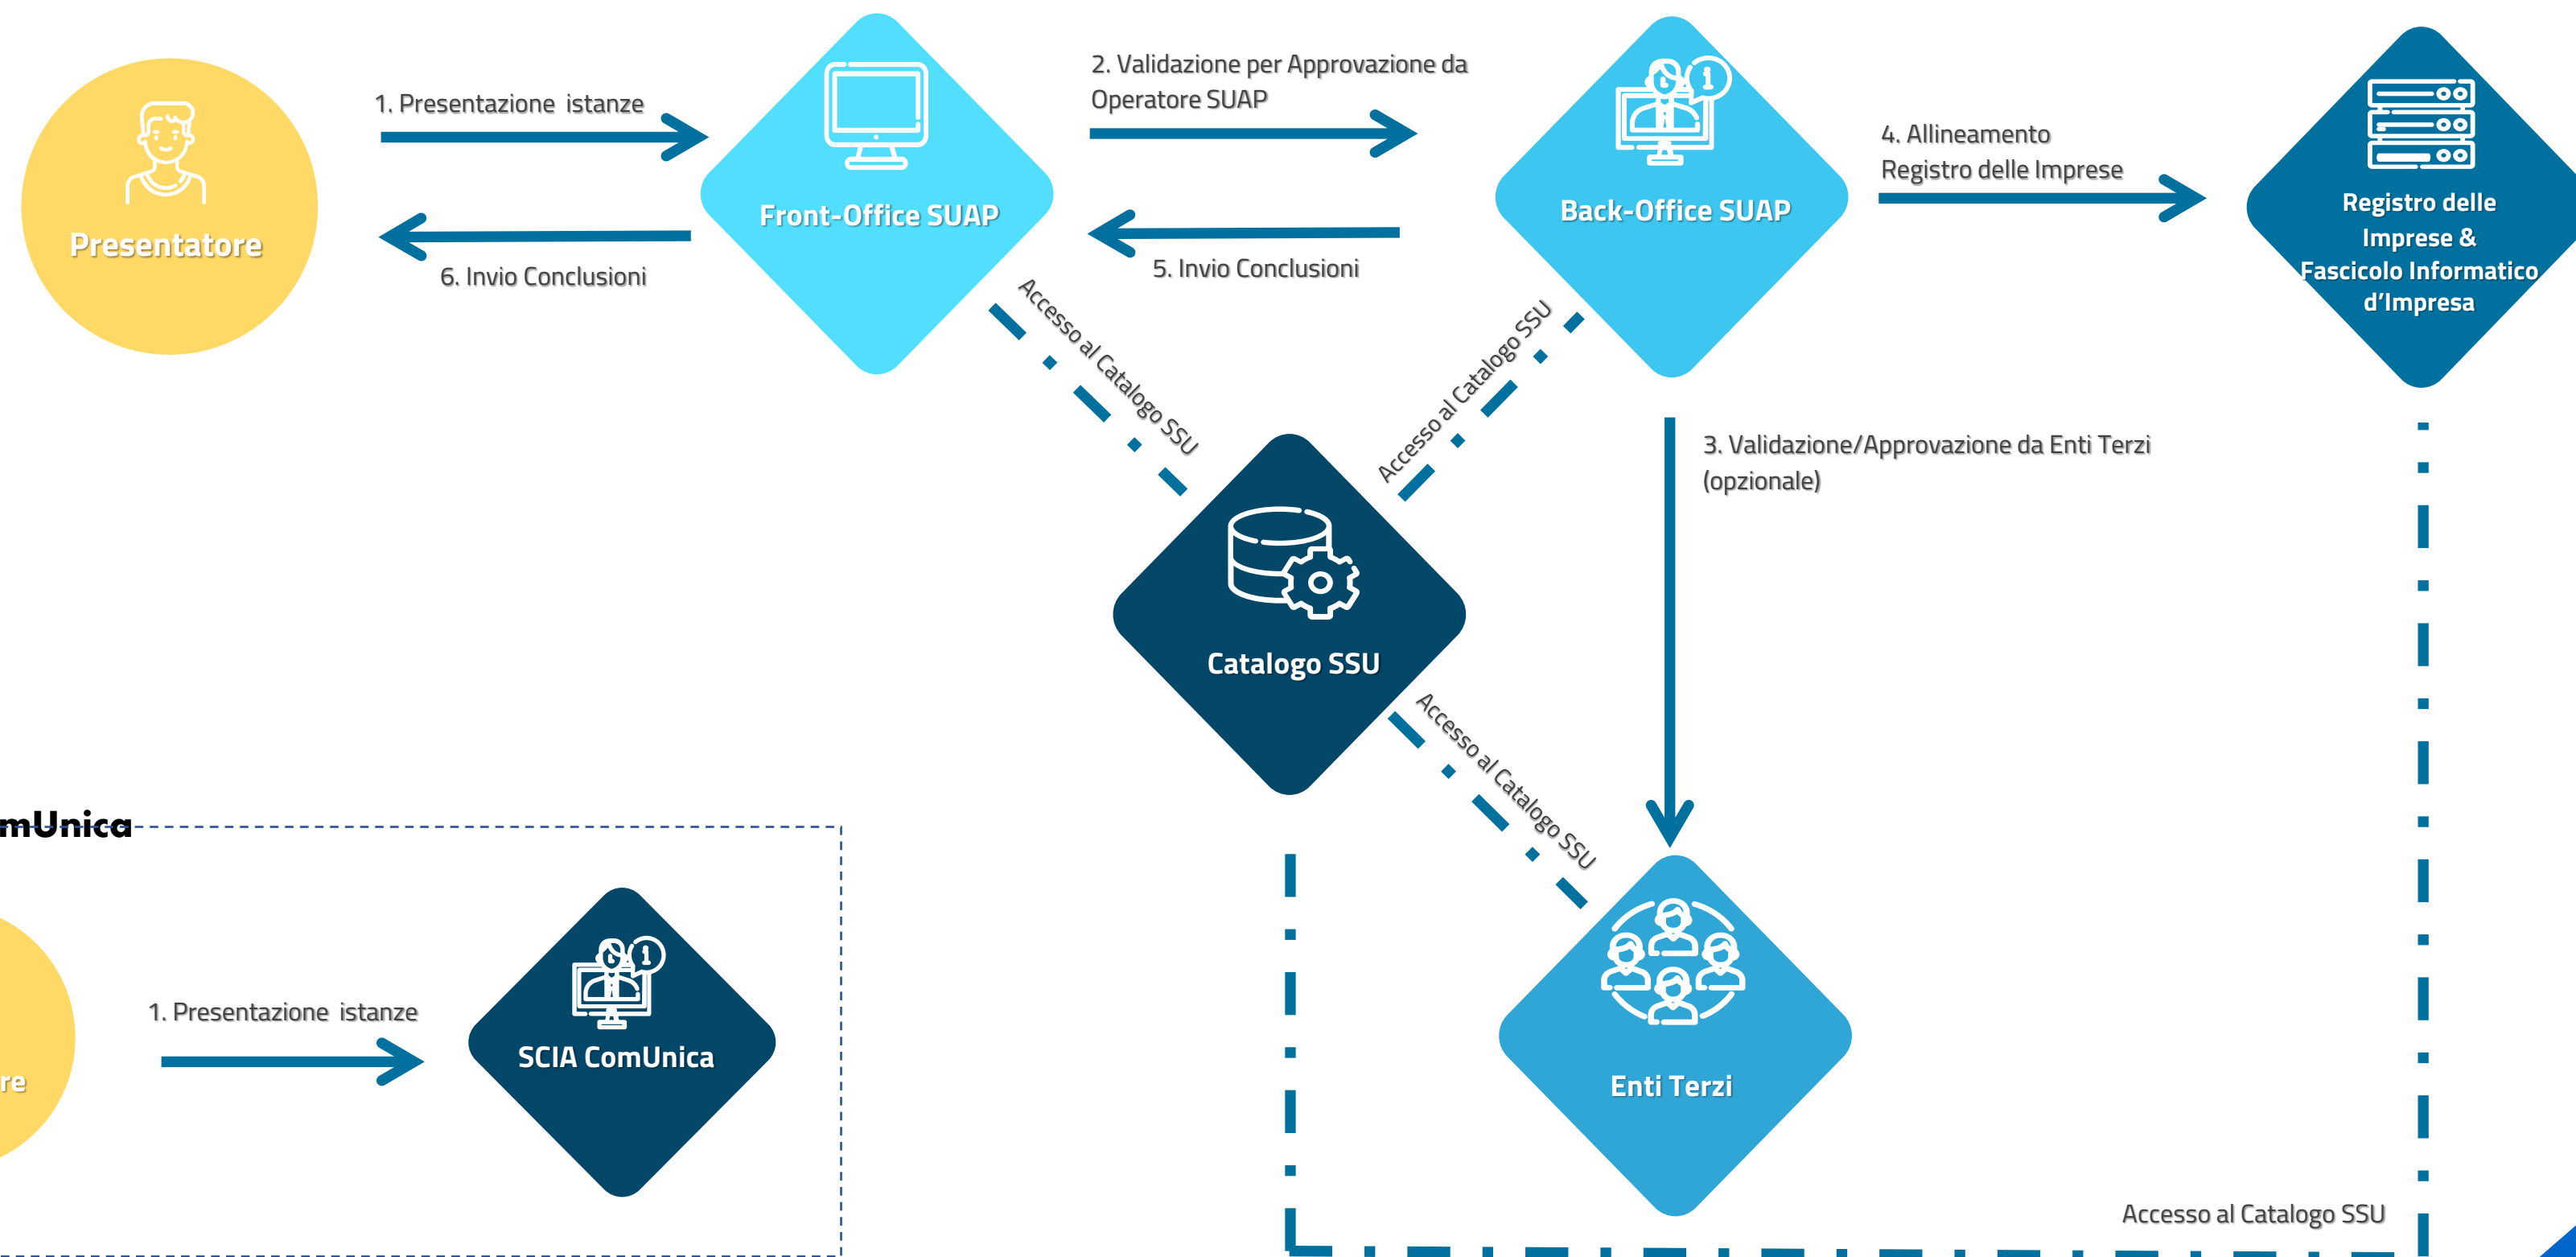 1. Presentazione istanze
2. Validazione per Approvazione da
Operatore SUAP
4. Allineamento
Registro delle Imprese
Presentatore
Front-Office SUAP
Back-Office SUAP
Registro delle
Imprese &
Fascicolo Informatico
d'Impresa
6. Invio Conclusioni
5. Invio Conclusioni
Accesso al Catalogo SSU
Accesso al Catalogo SSU
3. Validazione/Approvazione da Enti Terzi
(opzionale)
Catalogo SSU
Accesso al Catalogo SSU
mUnica
1. Presentazione istanze
SCIA ComUnica
re
Enti Terzi
Accesso al Catalogo SSU